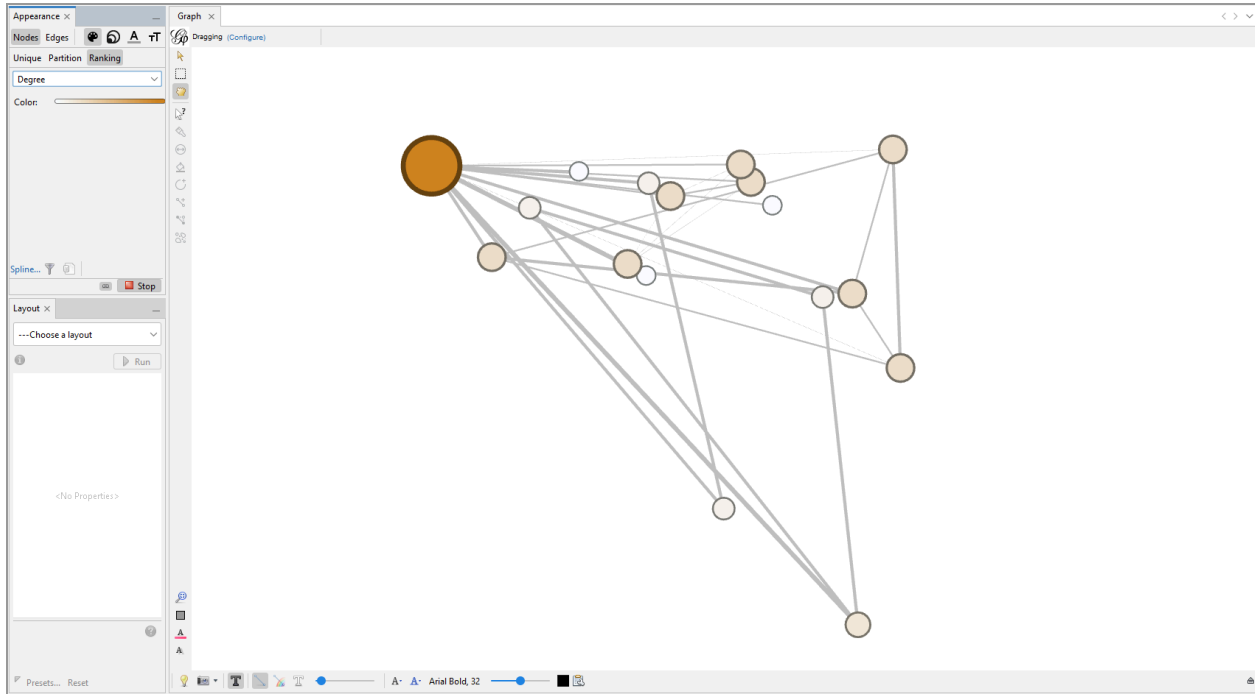 Appearance
Graph
Nodes Edges A TT
Dragging (Configure)
Unique Partition Ranking
Degree
Color:
Spline...
Stop
Layout
---Choose a layout
Run
<No Properties>
Presets... Reset
T T A- A- Arial Bold, 32